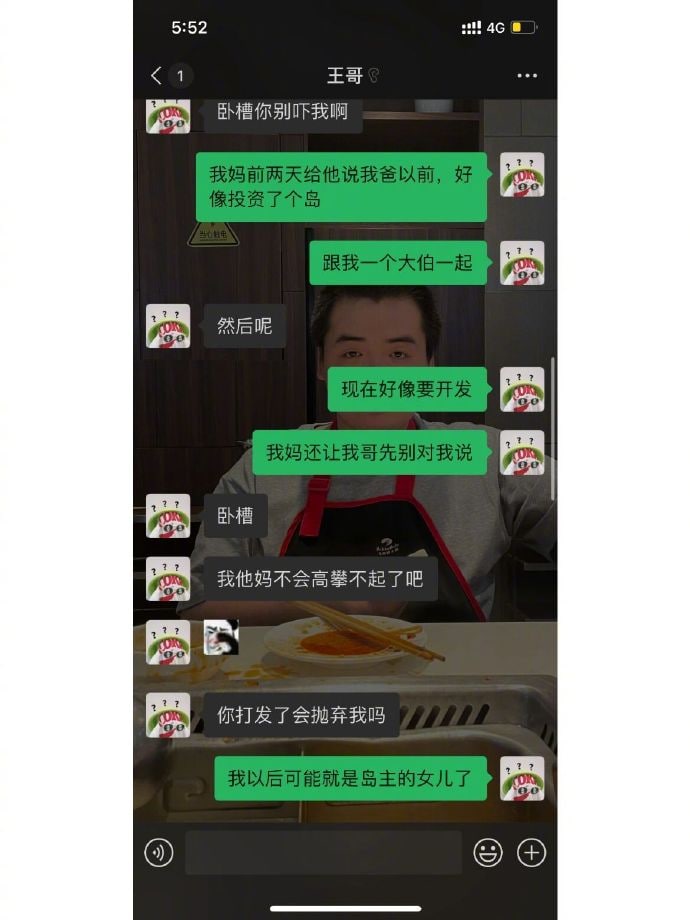 5:52
4G
1
王哥
卧槽你别吓我啊
我妈前两天给他说我爸以前，好
像投资了个岛
当心触电
跟我一个大伯一起
然后呢
现在好像要开发
我妈还让我哥先别对我说
卧槽
我他妈不会高攀不起了吧
你打发了会抛弃我吗
我以后可能就是岛主的女儿了